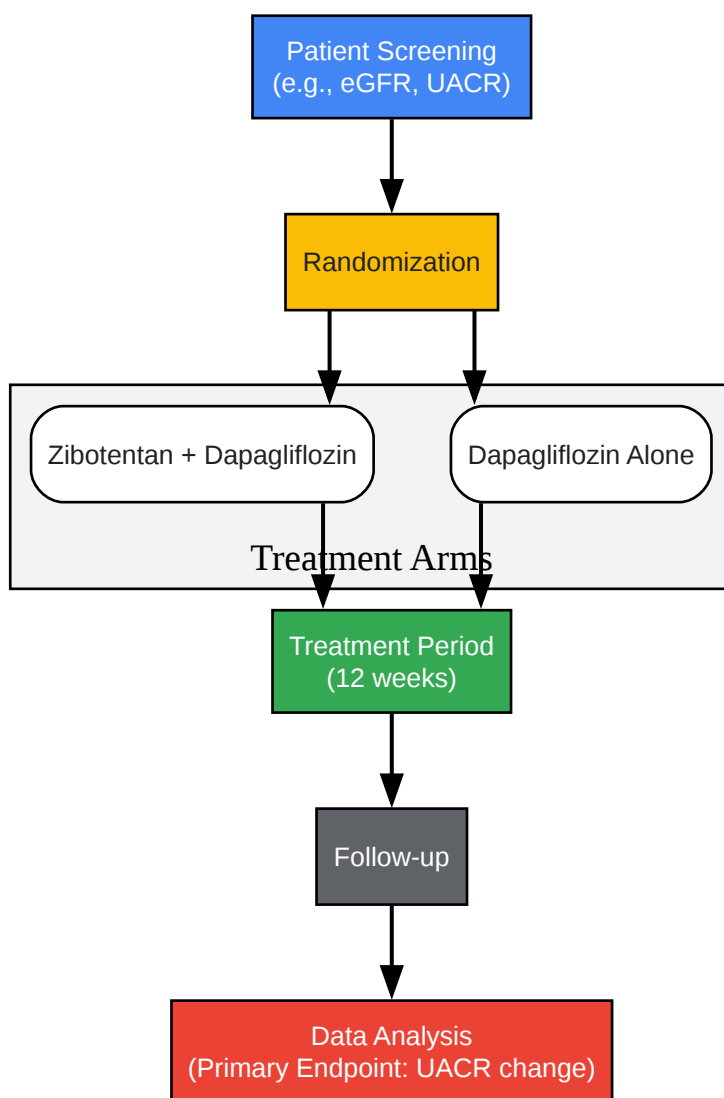 Patient Screening
(e.g., eGFR, UACR)
Randomization
Zibotentan + Dapagliflozin
Dapagliflozin Alone
Treatment Arms
Treatment Period
(12 weeks)
Follow-up
Data Analysis
(Primary Endpoint: UACR change)